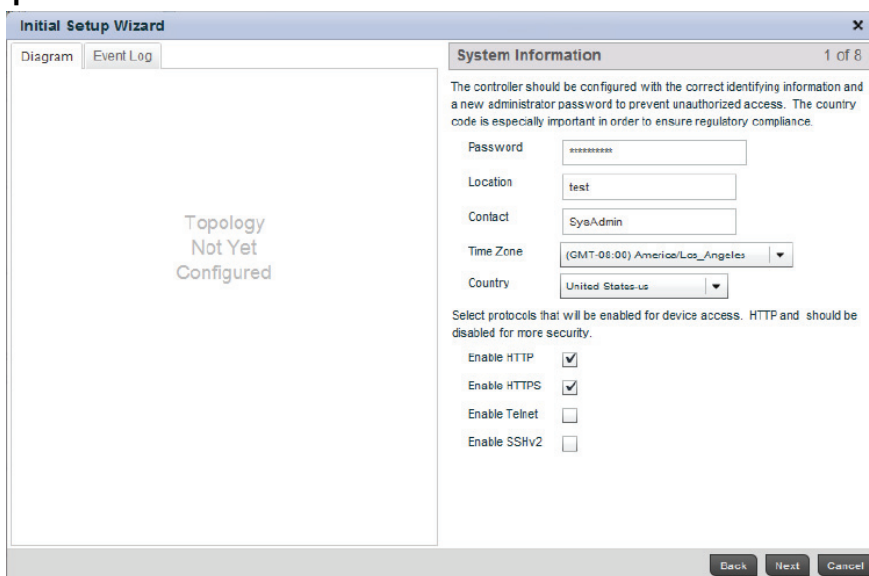 Initial Setup Wizard
Diagram
Event Log
Topology
Not Yet
Configured
System Information
1 of 8
The controller should be configured with the correct identifying information and
a new administrator password to prevent unauthorized access. The country
code is especially important in order to ensure regulatory compliance.
Password
**********
Location
test
Contact
SysAdmin
Time Zone
(GMT-08:00) America/Los_Angeles
Country
United States-us
Select protocols that will be enabled for device access. HTTP and should be
disabled for more security.
Enable HTTP
Enable HTTPS
Enable Telnet
Enable SSHv2
Back
Next
Cancel